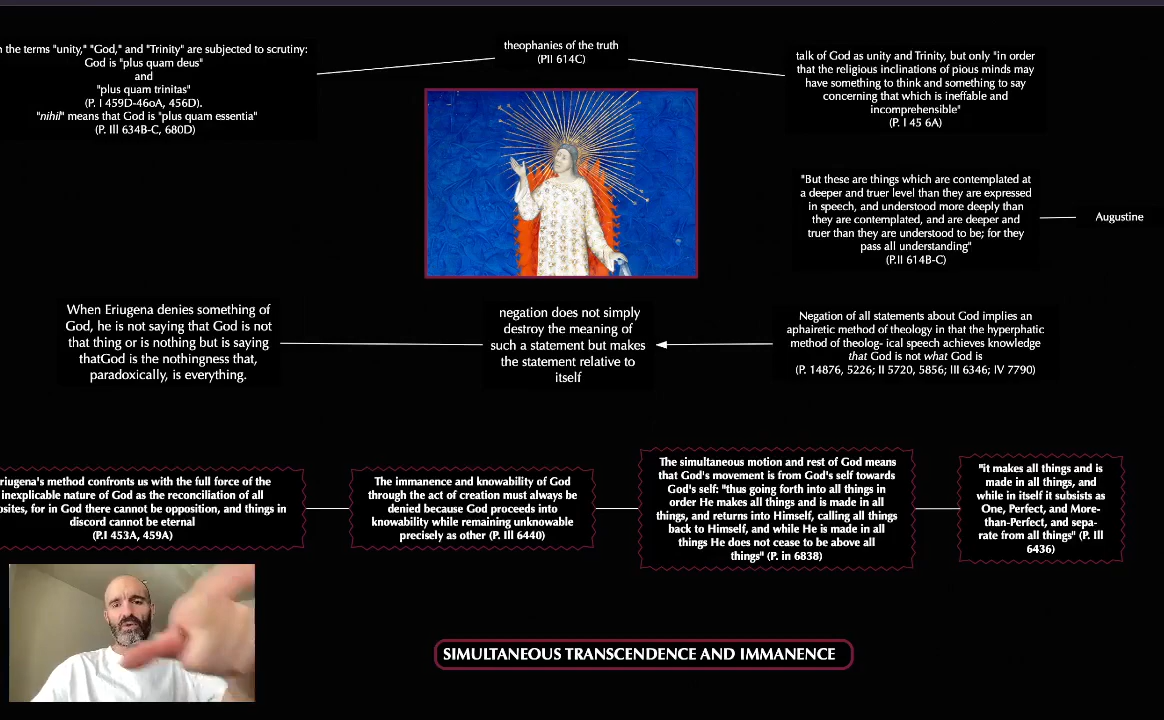 n the terms "unity," "God," and "Trinity" are subjected to scrutiny:
God is "plus quam deus"
and
"plus quam trinitas"
(P. I 459D-46oA, 456D).
"nihil" means that God is "plus quam essentia"
(P. Ill 634B-C, 680D)
theophanies of the truth
(PII 614C)
talk of God as unity and Trinity, but only "in order
that the religious inclinations of pious minds may
have something to think and something to say
concerning that which is ineffable and
incomprehensible"
(P. I 45 6A)
"But these are things which are contemplated at
a deeper and truer level than they are expressed
in speech, and understood more deeply than
they are contemplated, and are deeper and
truer than they are understood to be; for they
pass all understanding"
(P.II 614B-C)
Augustine
When Eriugena denies something of
God, he is not saying that God is not
that thing or is nothing but is saying
thatGod is the nothingness that,
paradoxically, is everything.
negation does not simply
destroy the meaning of
such a statement but makes
the statement relative to
itself
Negation of all statements about God implies an
aphairetic method of theology in that the hyperphatic
method of theolog- ical speech achieves knowledge
that God is not what God is
(P. 14876, 5226; II 5720, 5856; III 6346; IV 7790)
riugena's method confronts us with the full force of the
inexplicable nature of God as the reconciliation of all
osites, for in God there cannot be opposition, and things in
discord cannot be eternal
(P.I 453A, 459A)
The immanence and knowability of God
through the act of creation must always be
denied because God proceeds into
knowability while remaining unknowable
precisely as other (P. Ill 6440)
The simultaneous motion and rest of God means
that God's movement is from God's self towards
God's self: "thus going forth into all things in
order He makes all things and is made in all
things, and returns into Himself, calling all things
back to Himself, and while He is made in all
things He does not cease to be above all
things" (P. in 6838)
"it makes all things and is
made in all things, and
while in itself it subsists as
One, Perfect, and More-
than-Perfect, and sepa-
rate from all things" (P. Ill
6436)
SIMULTANEOUS TRANSCENDENCE AND IMMANENCE